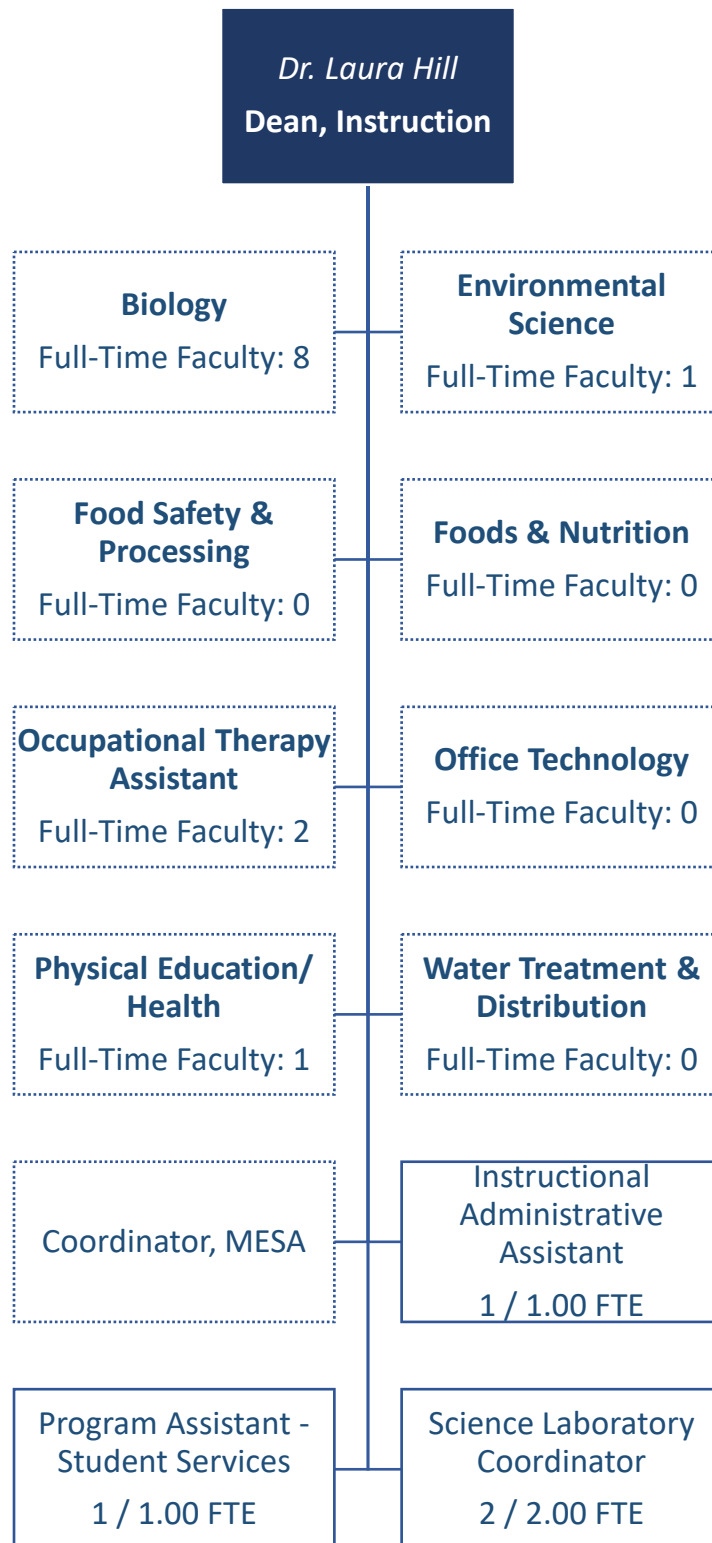 Dr. Laura Hill
Dean, Instruction
Biology
Full-Time Faculty: 8
Environmental
Science
Full-Time Faculty: 1
Food Safety &
Processing
Full-Time Faculty: 0
Foods & Nutrition
Full-Time Faculty: 0
Occupational Therapy
Assistant
Full-Time Faculty: 2
Office Technology
Full-Time Faculty: 0
Physical Education/
Health
Full-Time Faculty: 1
Water Treatment &
Distribution
Full-Time Faculty: 0
Coordinator, MESA
Instructional
Administrative
Assistant
1 / 1.00 FTE
Program Assistant -
Student Services
1 / 1.00 FTE
Science Laboratory
Coordinator
2 / 2.00 FTE